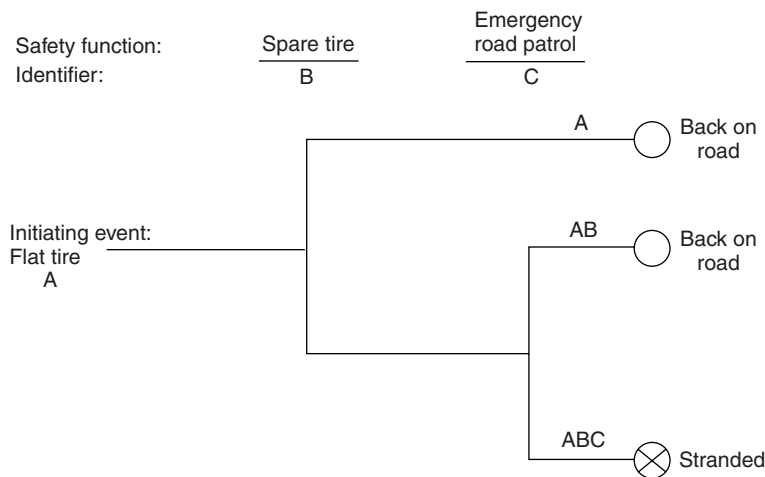 Safety function:
Identifier:
Spare tire
B
Emergency
road patrol
C
A
Back on
road
Initiating event:
Flat tire
A
AB
Back on
road
ABC
Stranded